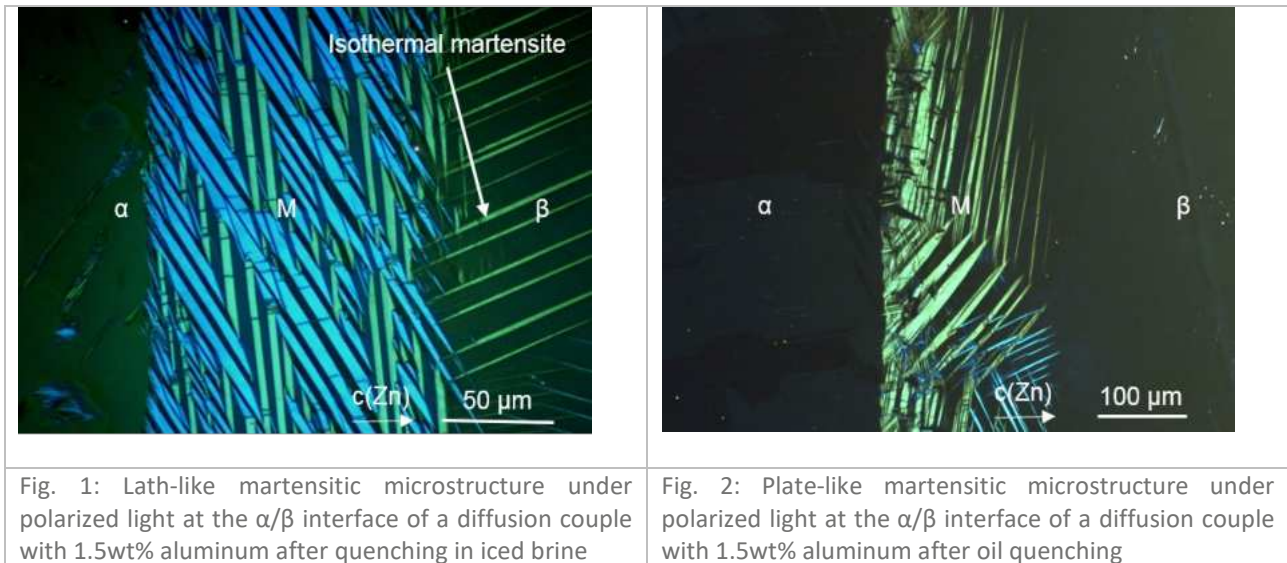 Isothermal martensite
α
M
β
c(Zn)
50 μm
α
M
β
c(Zn)
100 μm
Fig. 1: Lath-like martensitic microstructure under
polarized light at the α/β interface of a diffusion couple
with 1.5wt% aluminum after quenching in iced brine
Fig. 2: Plate-like martensitic microstructure under
polarized light at the α/β interface of a diffusion couple
with 1.5wt% aluminum after oil quenching